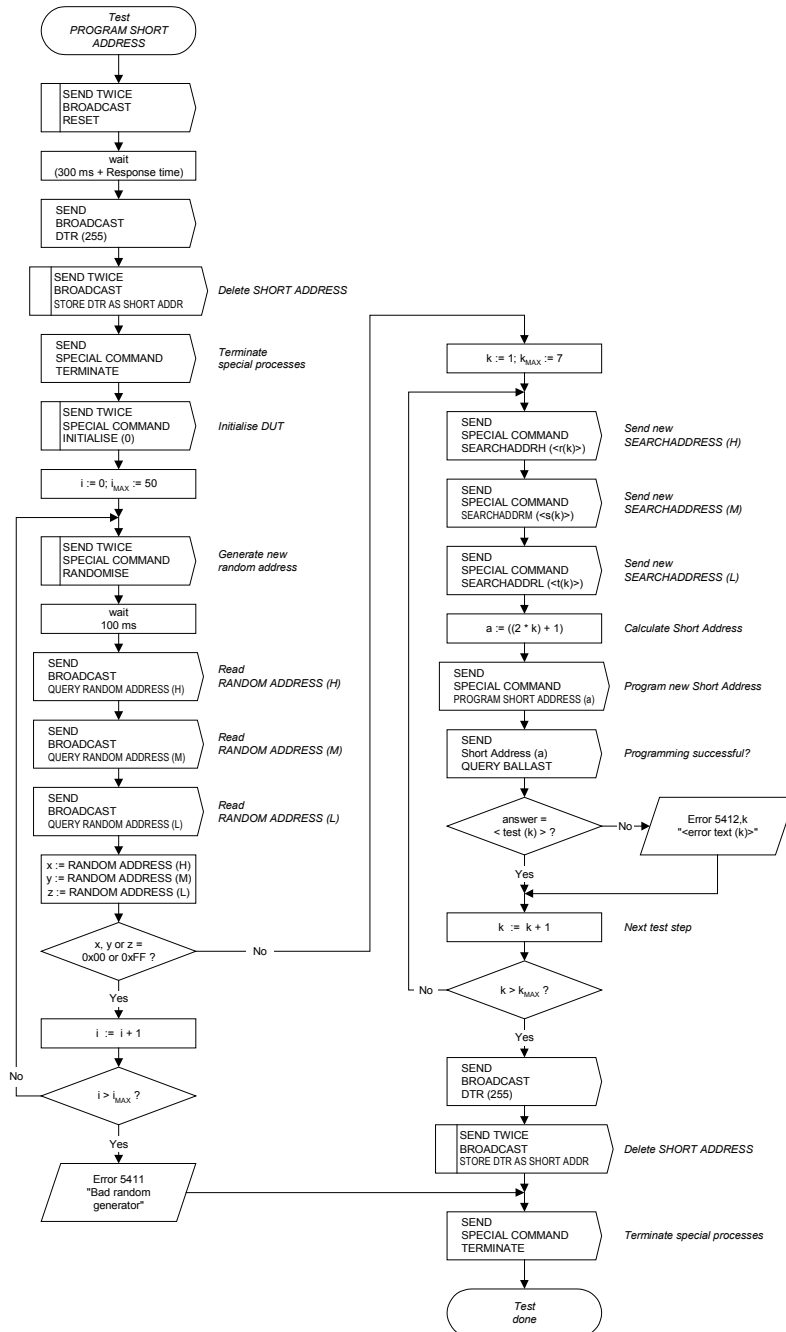 Test
PROGRAM SHORT
ADDRESS
SEND TWICE
BROADCAST
RESET
wait
(300 ms + Response time)
SEND
BROADCAST
DTR (255)
SEND TWICE
BROADCAST
STORE DTR AS SHORT ADDR
Delete SHORT ADDRESS
SEND
SPECIAL COMMAND
TERMINATE
Terminate
special processes
SEND TWICE
SPECIAL COMMAND
INITIALISE (0)
Initialise DUT
i := 0; iMAX := 50
SEND TWICE
SPECIAL COMMAND
RANDOMISE
Generate new
random address
wait
100 ms
SEND
BROADCAST
QUERY RANDOM ADDRESS (H)
Read
RANDOM ADDRESS (H)
SEND
BROADCAST
QUERY RANDOM ADDRESS (M)
Read
RANDOM ADDRESS (M)
SEND
BROADCAST
QUERY RANDOM ADDRESS (L)
Read
RANDOM ADDRESS (L)
x := RANDOM ADDRESS (H)
y := RANDOM ADDRESS (M)
z := RANDOM ADDRESS (L)
x, y or z =
0x00 or 0xFF ?
No
Yes
i := i + 1
No
i > iMAX ?
Yes
Error 5411
"Bad random
generator"
k := 1; kMAX := 7
SEND
SPECIAL COMMAND
SEARCHADDRH (<r(k)>)
Send new
SEARCHADDRESS (H)
SEND
SPECIAL COMMAND
SEARCHADDRM (<s(k)>)
Send new
SEARCHADDRESS (M)
SEND
SPECIAL COMMAND
SEARCHADDRL (<t(k)>)
Send new
SEARCHADDRESS (L)
a := ((2 * k) + 1)
Calculate Short Address
SEND
SPECIAL COMMAND
PROGRAM SHORT ADDRESS (a)
Program new Short Address
SEND
Short Address (a)
QUERY BALLAST
Programming successful?
answer =
< test (k) > ?
No
Error 5412,k
"<error text (k)>"
Yes
k := k + 1
Next test step
No
k > kMAX ?
Yes
SEND
BROADCAST
DTR (255)
SEND TWICE
BROADCAST
STORE DTR AS SHORT ADDR
Delete SHORT ADDRESS
SEND
SPECIAL COMMAND
TERMINATE
Terminate special processes
Test
done